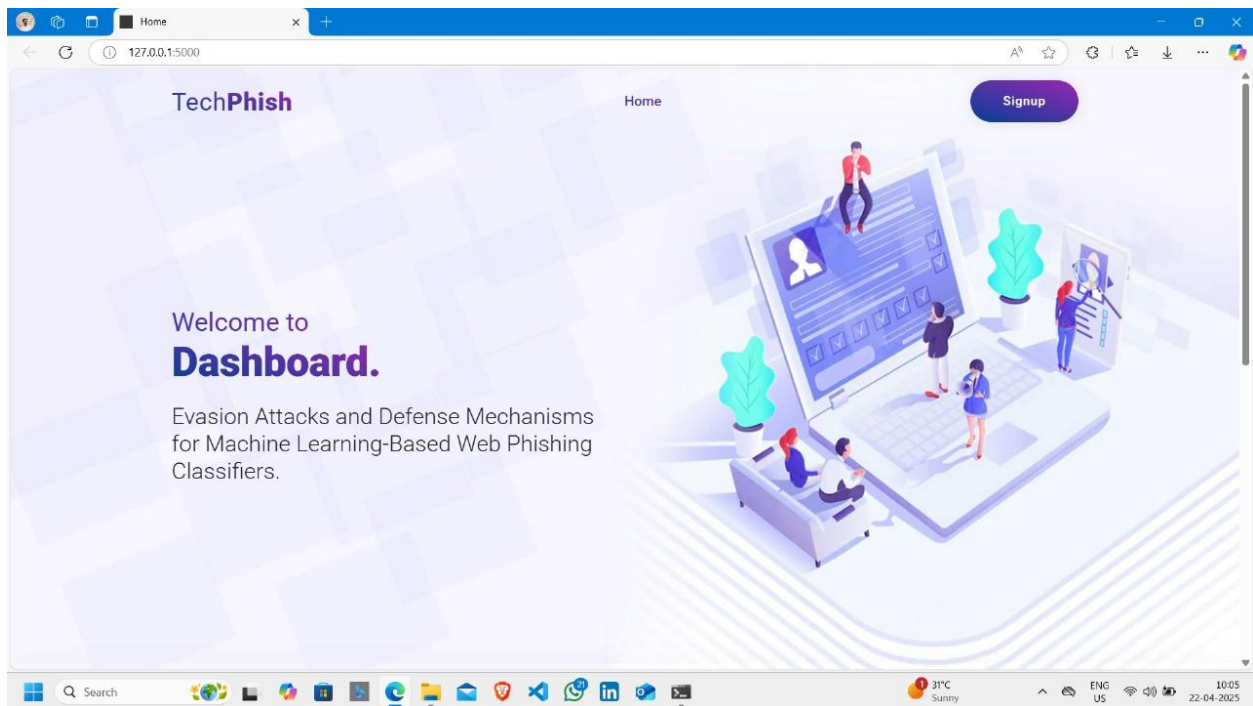 Home
127.0.0.1:5000
TechPhish
Home
Signup
Welcome to
Dashboard.
Evasion Attacks and Defense Mechanisms
for Machine Learning-Based Web Phishing
Classifiers.
Search
31°C
Sunny
ENG
US
10:05
22-04-2025